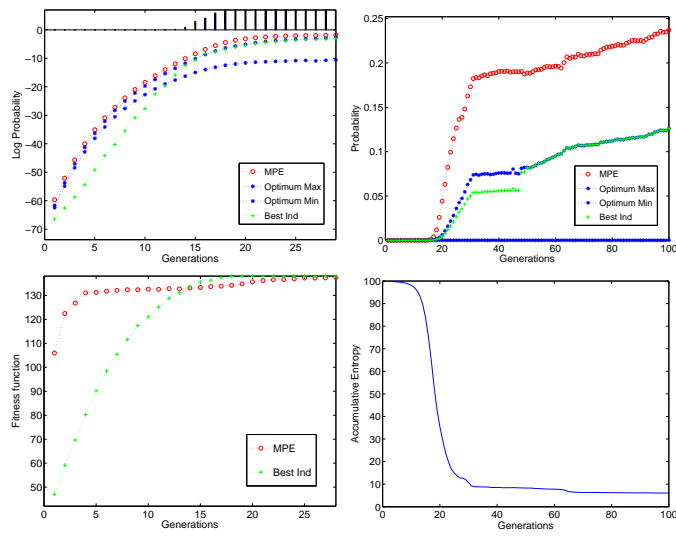 0
−10
−20
−30
−40
−50
−60
−70
Log Probability
0 5 10 15 20 25
Generations
MPE
Optimum Max
Optimum Min
Best Ind
0.25
0.2
0.15
0.1
0.05
0
Probability
0 20 40 60 80 100
Generations
MPE
Optimum Max
Optimum Min
Best Ind
130
120
110
100
90
80
70
60
50
Fitness function
0 5 10 15 20 25
Generations
MPE
Best Ind
100
90
80
70
60
50
40
30
20
10
0
Accumulative Entropy
0 20 40 60 80 100
Generations